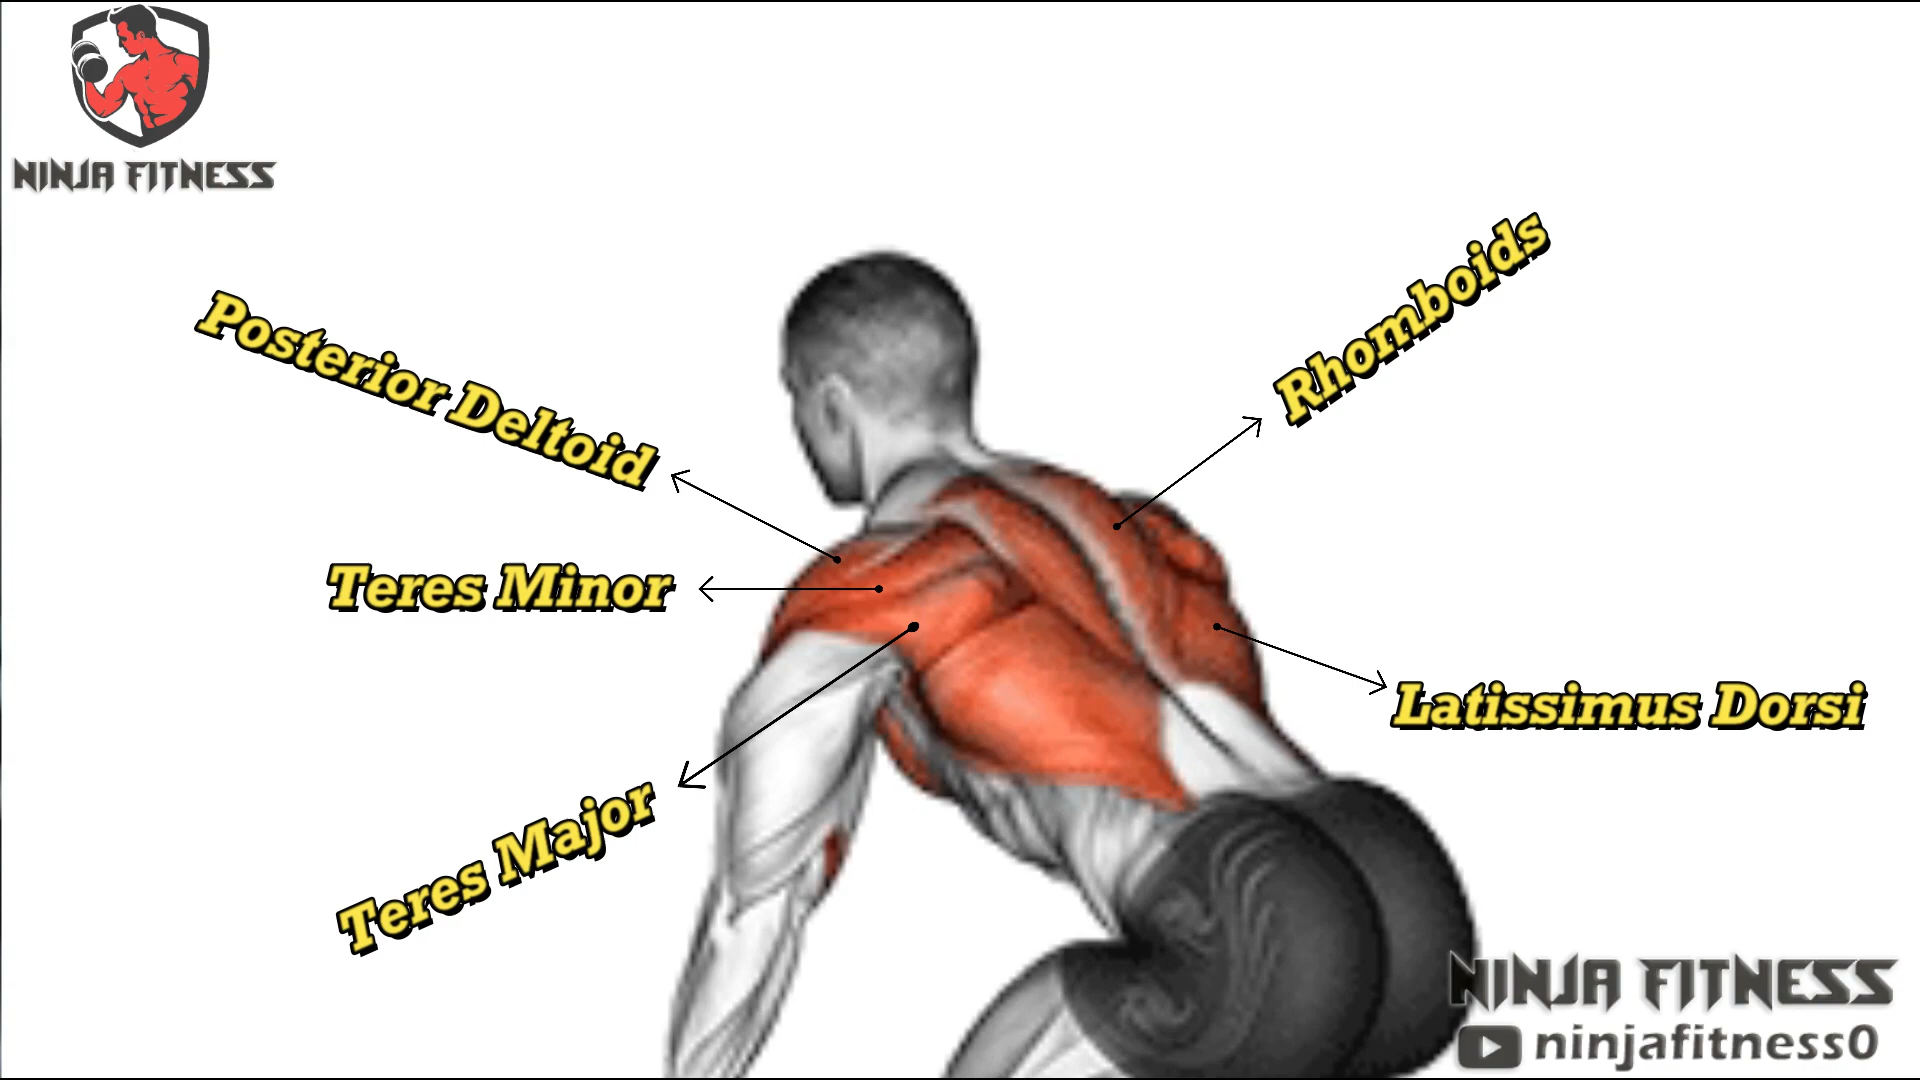 NINJA FITNESS
Rhomboids
Posterior Deltoid
Teres Minor
Latissimus Dorsi
Teres Major
NINJA FITNESS
ninjafitness0